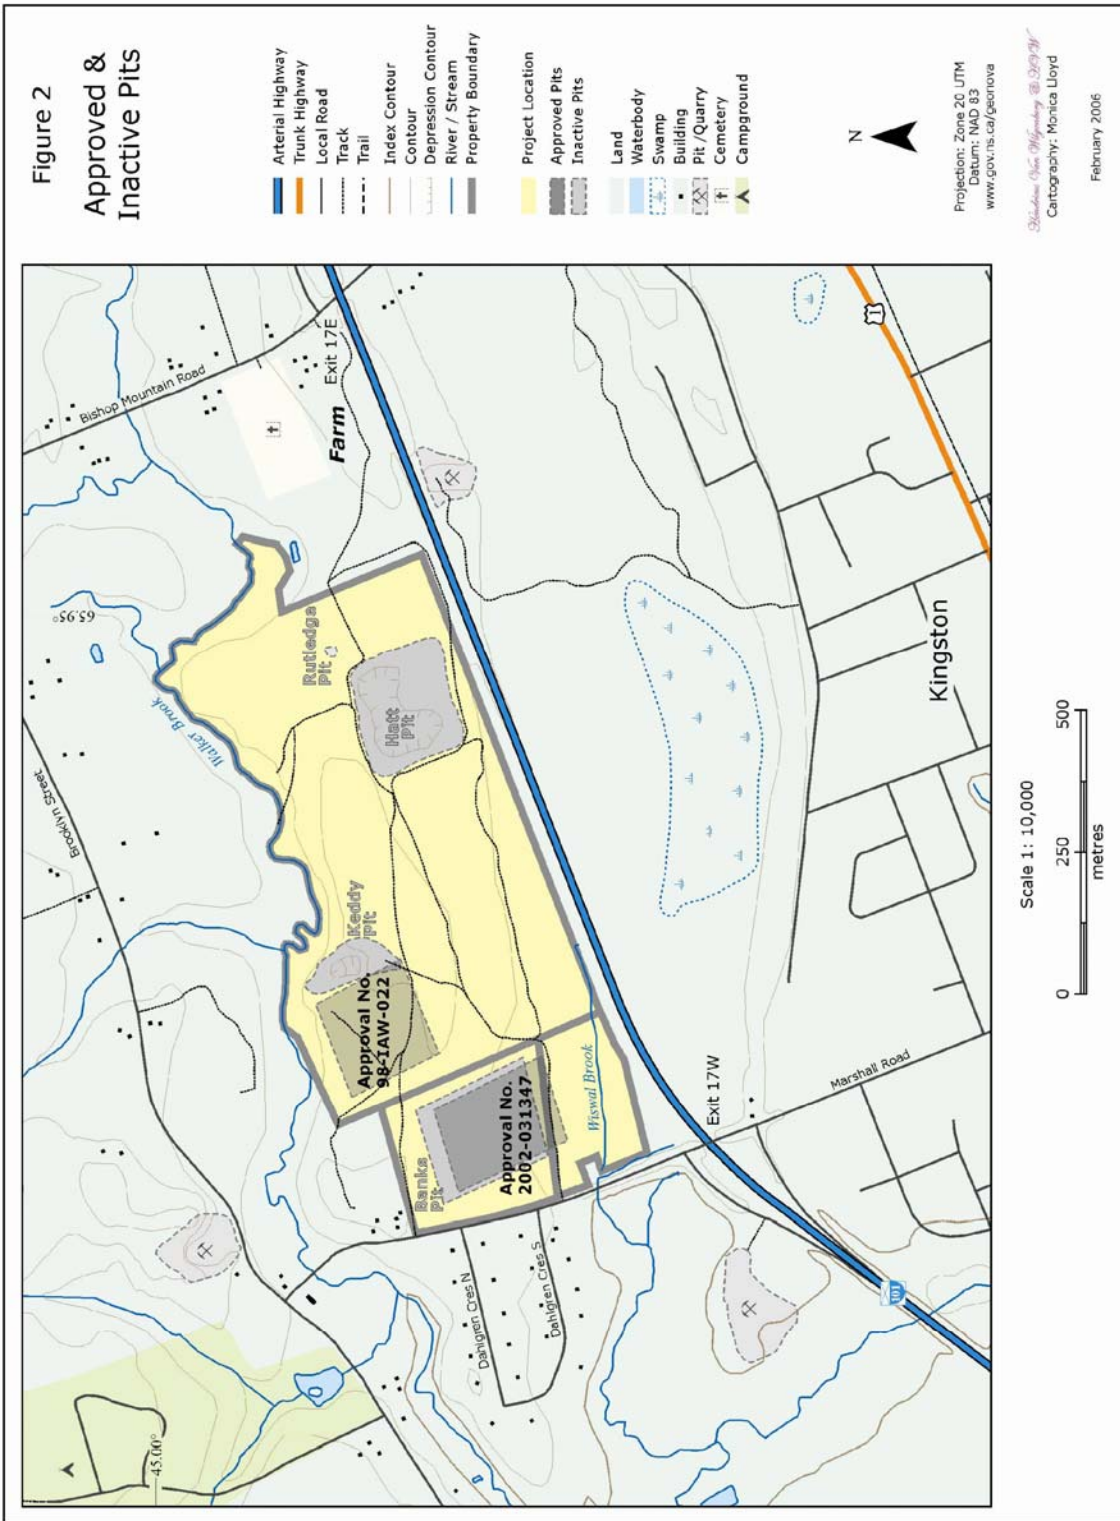 Figure 2
Approved &
Inactive Pits
Arterial Highway
Trunk Highway
Local Road
Track
Trail
Index Contour
Contour
Depression Contour
River / Stream
Property Boundary
Project Location
Approved Pits
Inactive Pits
Land
Waterbody
Swamp
Building
Pit /Quarry
Cemetery
Campground
N
Projection: Zone 20 UTM
Datum: NAD 83
www.gov.ns.ca/geonova
Cartography: Monica Lloyd
February 2006
Bishop Mountain Road
Exit 17E
Farm
65.95°
Walker Brook
Brooklyn Street
Rutledge
Pit
Hatt
Pit
Keddy
Pit
Approval No.
98-IAW-022
Banks
Pit
Approval No.
2002-031347
Wiswal Brook
Exit 17W
Marshall Road
Dahlgren Cres N
Dahlgren Cres S
45.00°
101
1
Kingston
Scale 1: 10,000
0
250
500
metres